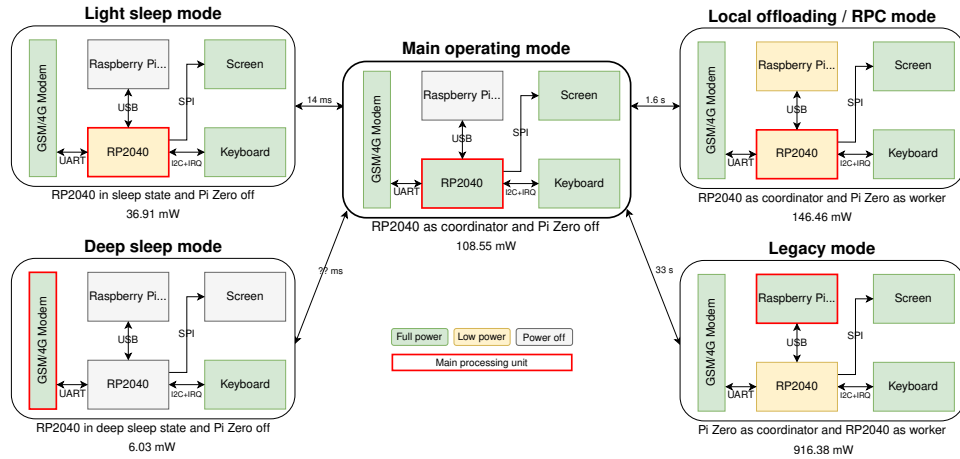 Light sleep mode
GSM/4G Modem
Raspberry Pi...
Screen
USB
SPI
UART
RP2040
I2C+IRQ
Keyboard
RP2040 in sleep state and Pi Zero off
36.91 mW
14 ms
Main operating mode
GSM/4G Modem
Raspberry Pi...
Screen
USB
SPI
UART
RP2040
I2C+IRQ
Keyboard
RP2040 as coordinator and Pi Zero off
108.55 mW
1.6 s
Local offloading / RPC mode
GSM/4G Modem
Raspberry Pi...
Screen
USB
SPI
UART
RP2040
I2C+IRQ
Keyboard
RP2040 as coordinator and Pi Zero as worker
146.46 mW
Deep sleep mode
GSM/4G Modem
Raspberry Pi...
Screen
USB
SPI
UART
RP2040
I2C+IRQ
Keyboard
RP2040 in deep sleep state and Pi Zero off
6.03 mW
?? ms
Full power
Low power
Power off
Main processing unit
33 s
Legacy mode
GSM/4G Modem
Raspberry Pi...
Screen
USB
SPI
UART
RP2040
I2C+IRQ
Keyboard
Pi Zero as coordinator and RP2040 as worker
916.38 mW